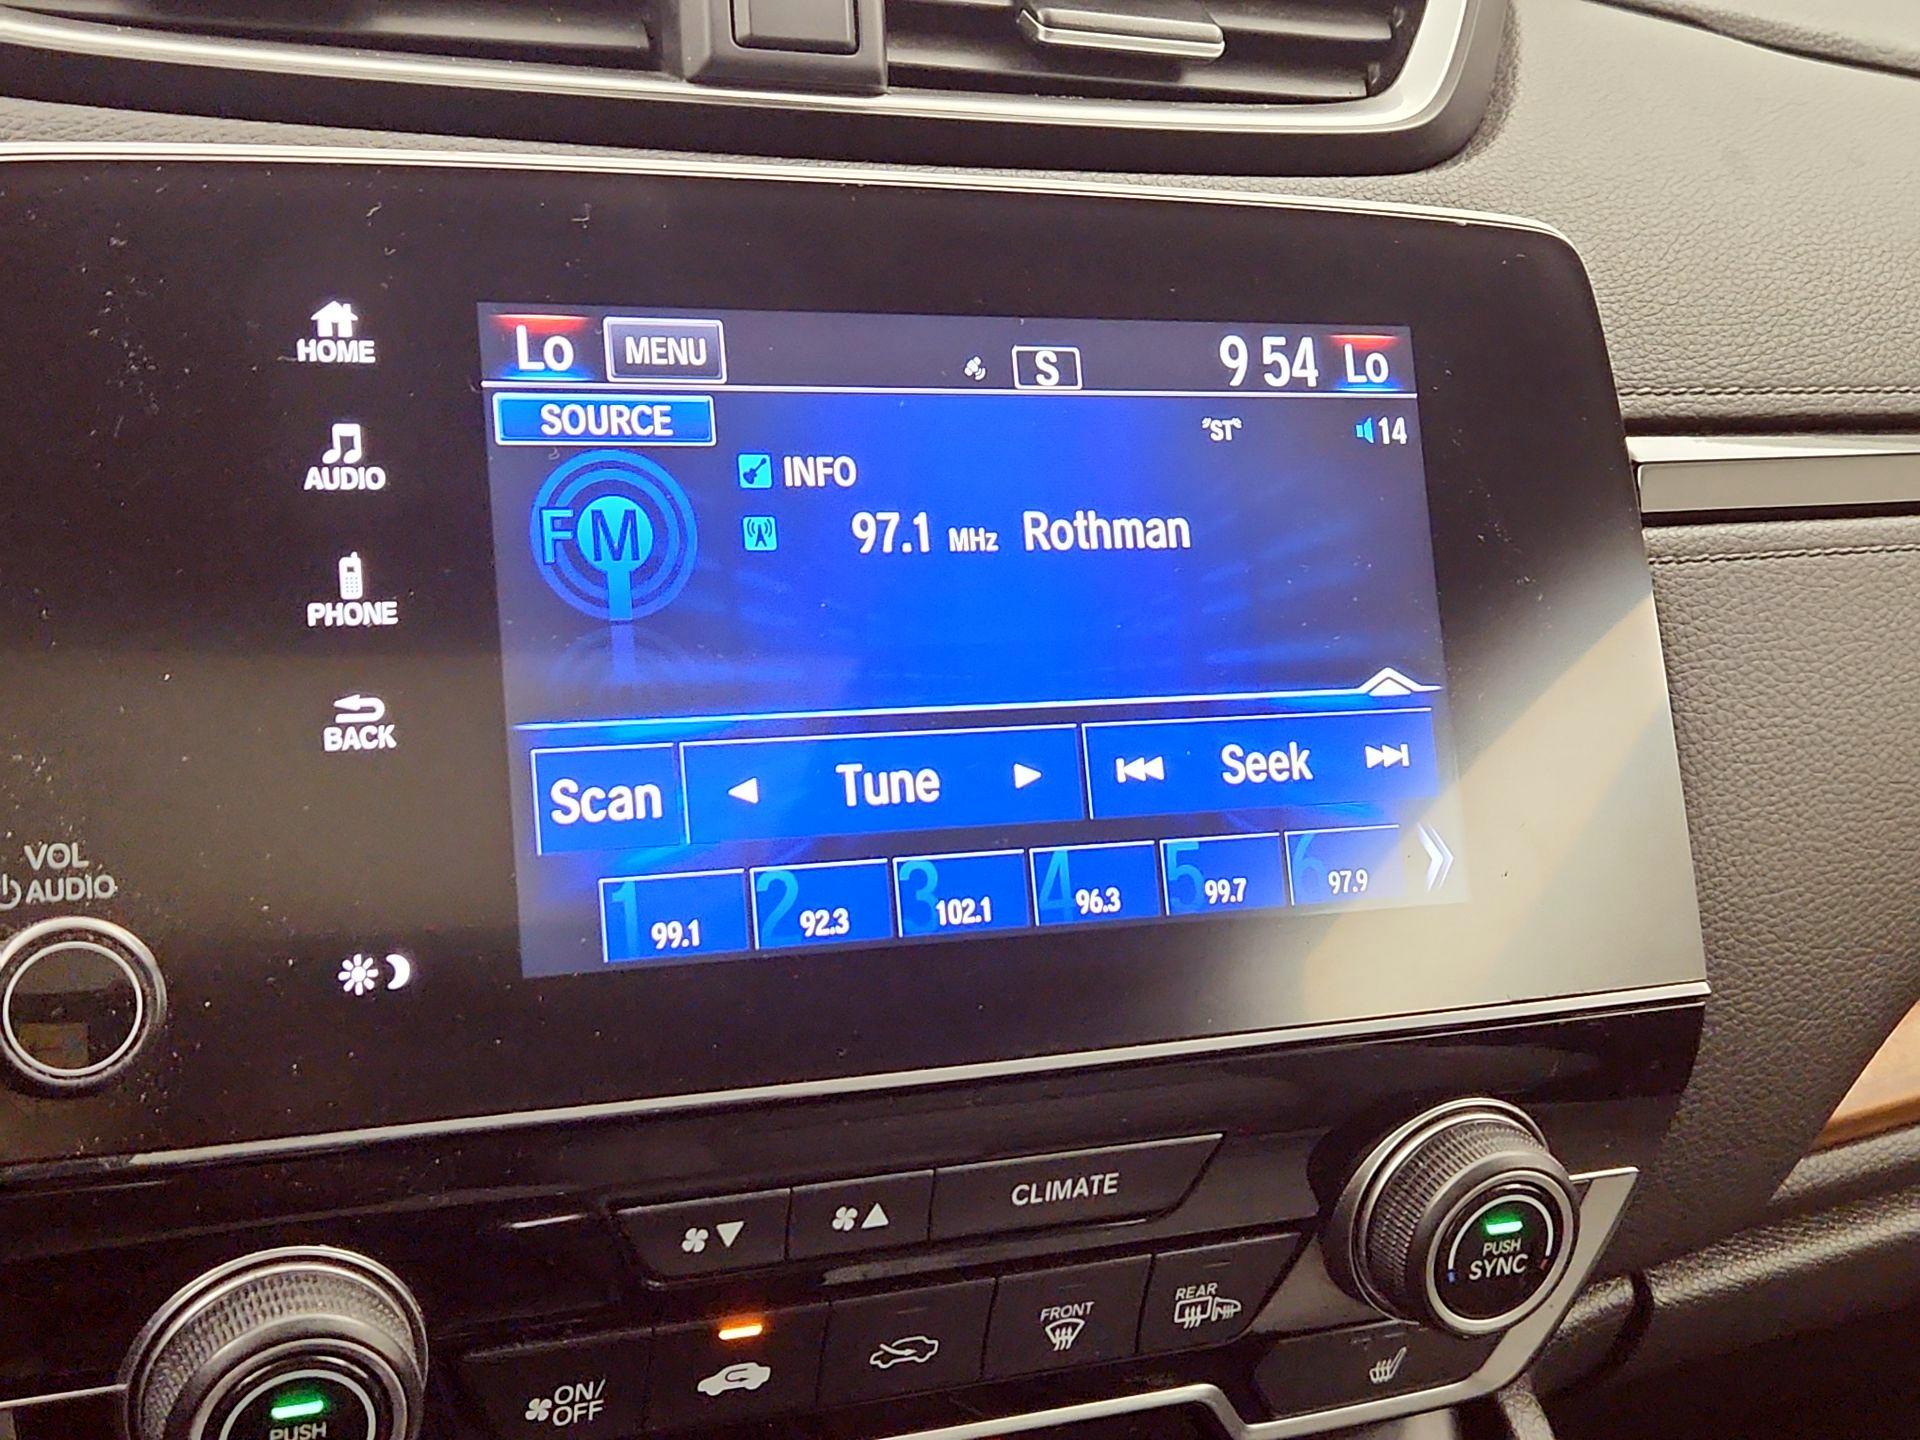 HOME
AUDIO
PHONE
BACK
VOL
AUDIO
Lo MENU S 9 54 Lo
SOURCE "ST" 14
FM
INFO
97.1 MHz Rothman
Scan Tune Seek
1 99.1 2 92.3 3 102.1 4 96.3 5 99.7 6 97.9
CLIMATE
PUSH
SYNC
FRONT
REAR
ON/
OFF
PUSH